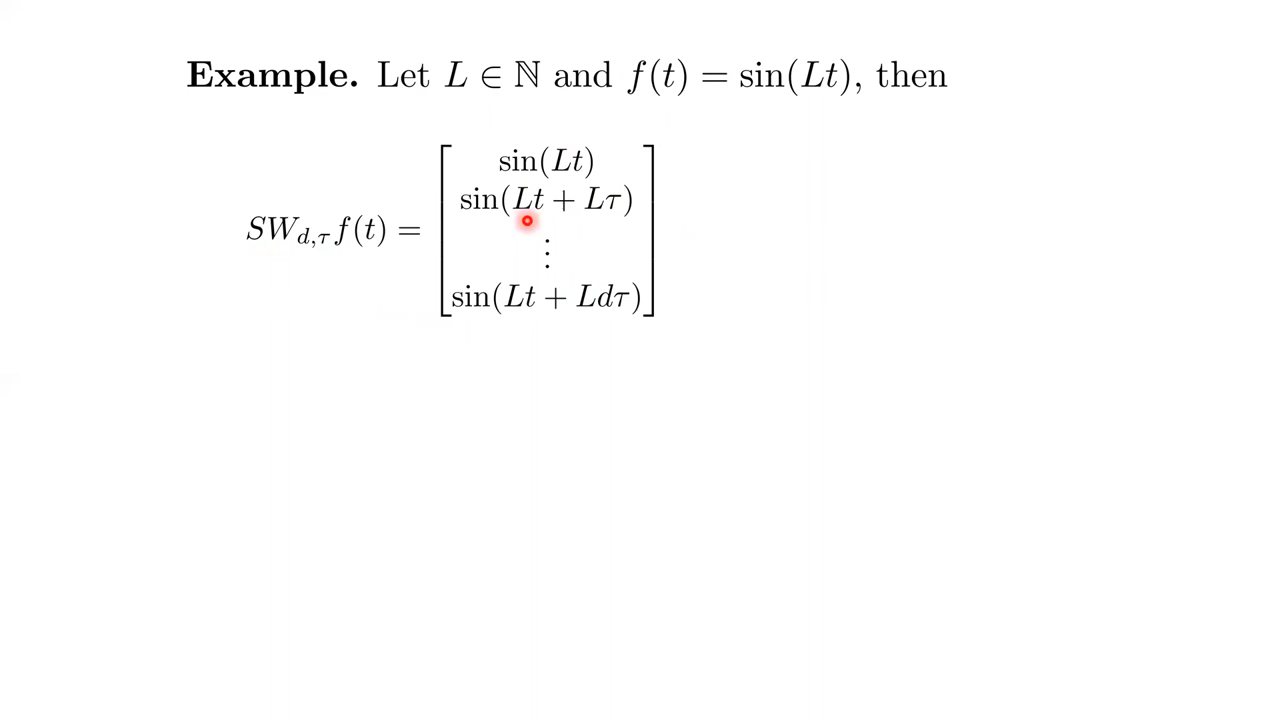 Example. Let L ∈ ℕ and f(t) = sin(Lt), then
sin(Lt)
sin(Lt + Lτ)
SW_{d,τ} f(t) =
⋮
sin(Lt + Ldτ)